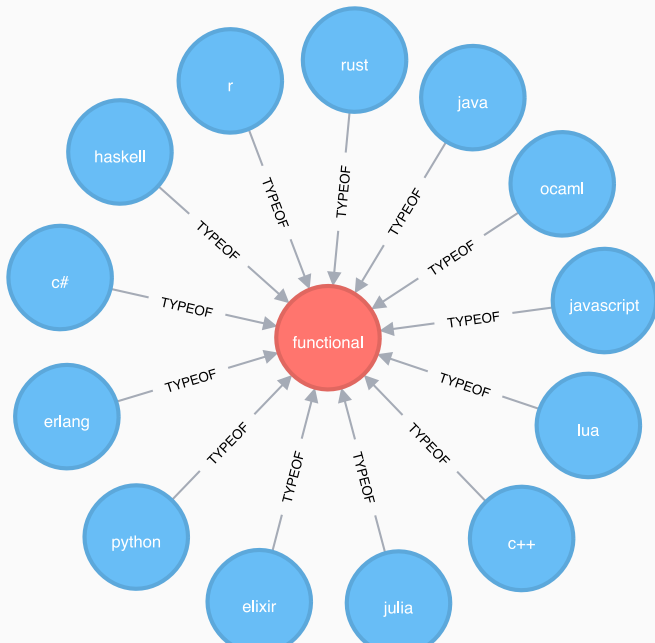 rust
r
java
TYPEOF
TYPEOF
TYPEOF
haskell
TYPEOF
ocaml
TYPEOF
c#
TYPEOF
javascript
TYPEOF
functional
erlang
TYPEOF
TYPEOF
lua
TYPEOF
TYPEOF
TYPEOF
TYPEOF
python
c++
elixir
julia